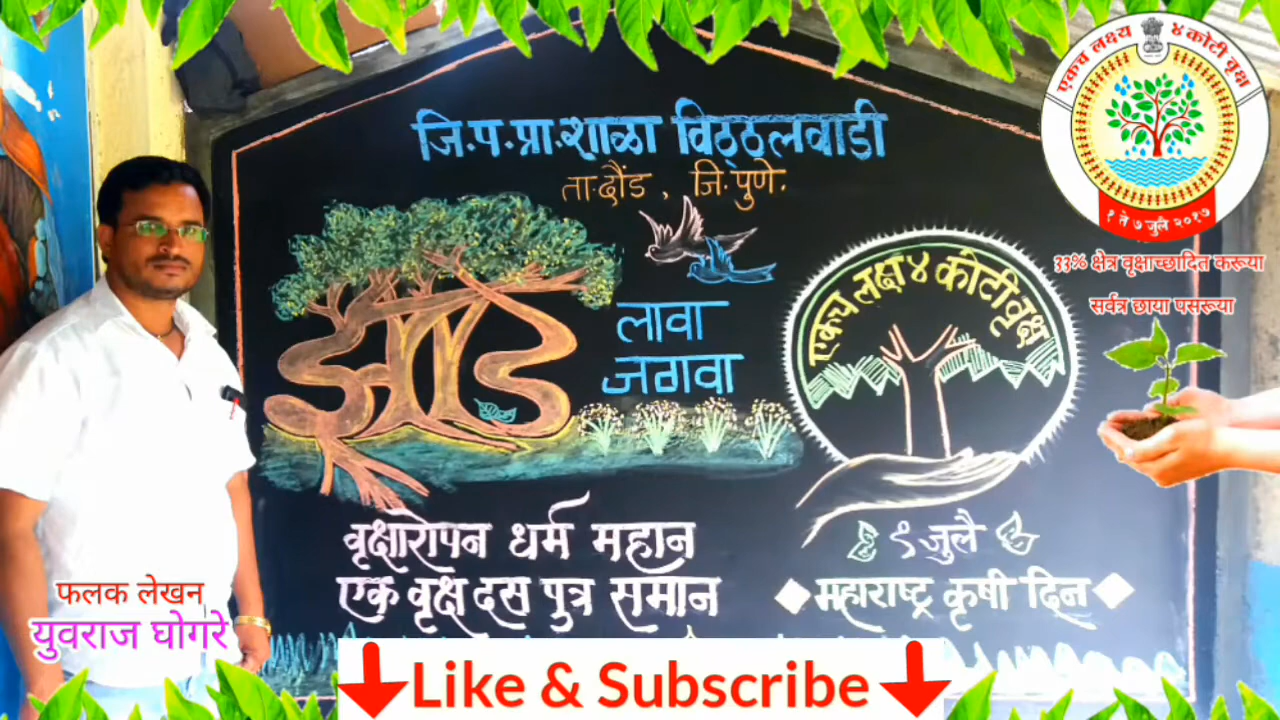 जि.प.प्रा.शाळा विठ्ठलवाडी
ता.दौंड , जि.पुणे.
झाड
लावा
जगवा
एकच लक्ष ४ कोटी वृक्ष
वृक्षारोपन धर्म महान
एक वृक्ष दस पुत्र समान
१ जुलै
महाराष्ट्र कृषी दिन
एकच लक्ष्य ४ कोटी वृक्ष
१ ते ७ जुलै २०१७
33% क्षेत्र वृक्षाच्छादित करूया
सर्वत्र छाया पसरूया
फलक लेखन
युवराज घोगरे
Like & Subscribe